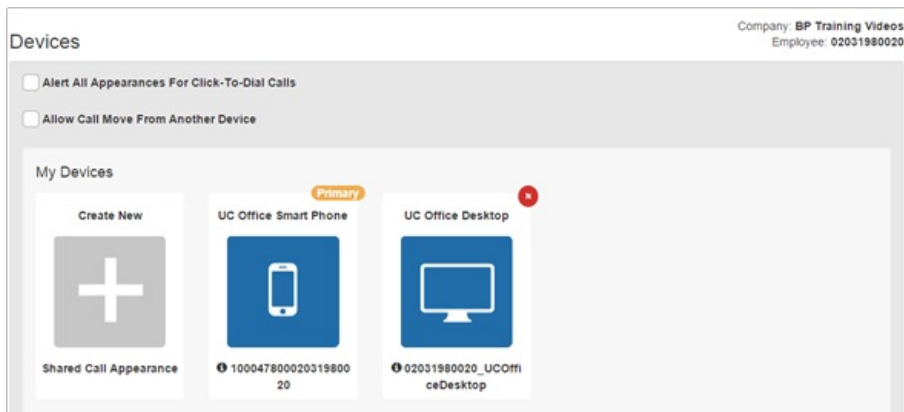 Company: BP Training Videos
Devices
Employee: 02031980020
Alert All Appearances For Click-To-Dial Calls
Allow Call Move From Another Device
My Devices
Primary
Create New
UC Office Smart Phone
UC Office Desktop
Shared Call Appearance
100047800020319800
20
02031980020_UCOffi
ceDesktop